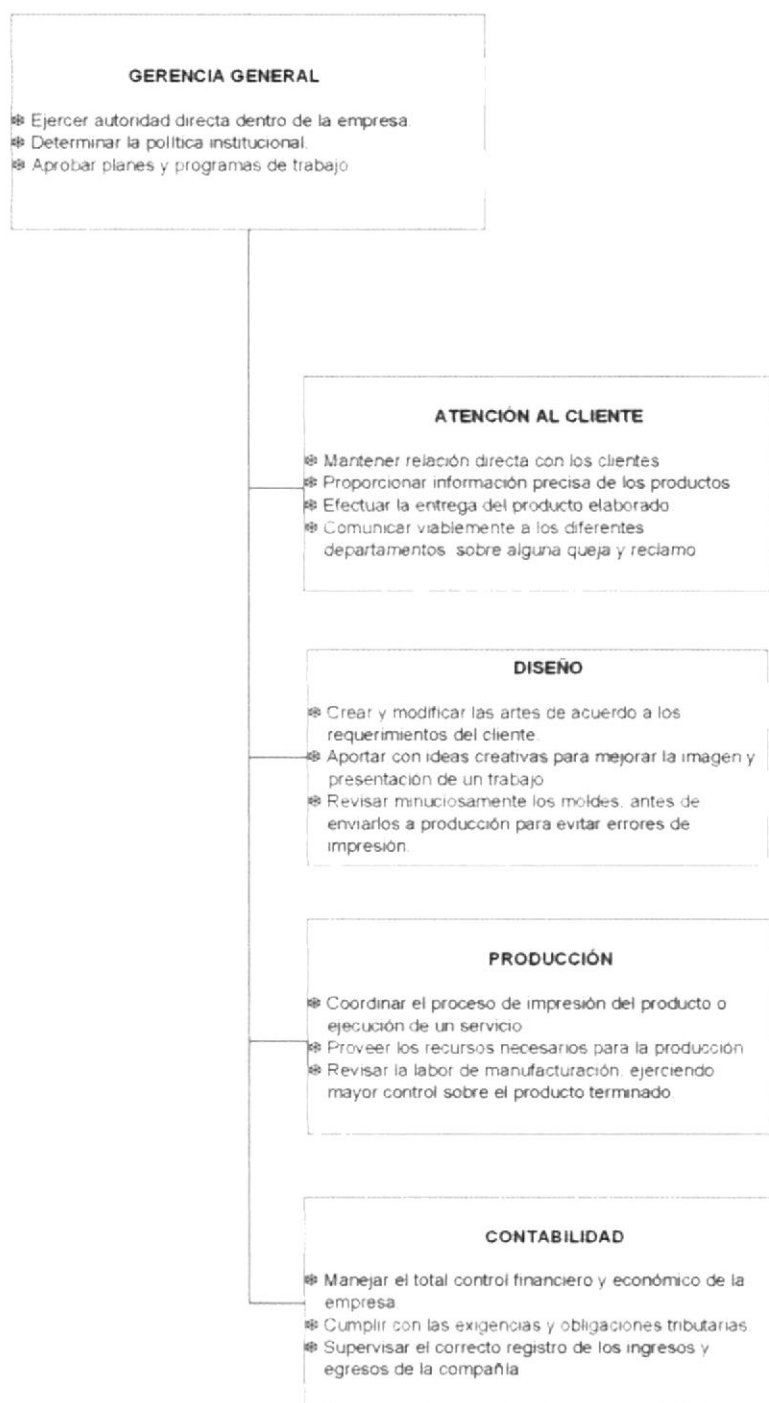 GERENCIA GENERAL
❄ Ejercer autoridad directa dentro de la empresa.
❄ Determinar la política institucional.
❄ Aprobar planes y programas de trabajo
ATENCIÓN AL CLIENTE
❄ Mantener relación directa con los clientes
❄ Proporcionar información precisa de los productos
❄ Efectuar la entrega del producto elaborado
❄ Comunicar viablemente a los diferentes
departamentos sobre alguna queja y reclamo
DISEÑO
❄ Crear y modificar las artes de acuerdo a los
requerimientos del cliente.
❄ Aportar con ideas creativas para mejorar la imagen y
presentación de un trabajo
❄ Revisar minuciosamente los moldes, antes de
enviarlos a producción para evitar errores de
impresión.
PRODUCCIÓN
❄ Coordinar el proceso de impresión del producto o
ejecución de un servicio
❄ Proveer los recursos necesarios para la producción
❄ Revisar la labor de manufacturación, ejerciendo
mayor control sobre el producto terminado
CONTABILIDAD
❄ Manejar el total control financiero y económico de la
empresa
❄ Cumplir con las exigencias y obligaciones tributarias
❄ Supervisar el correcto registro de los ingresos y
egresos de la compañía